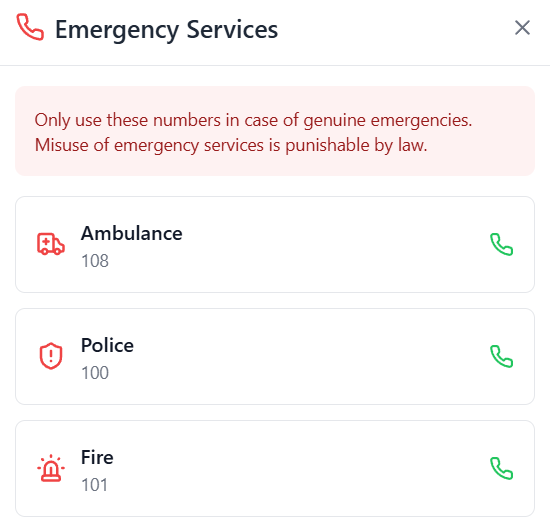 Emergency Services
Only use these numbers in case of genuine emergencies.
Misuse of emergency services is punishable by law.
Ambulance
108
Police
100
Fire
101